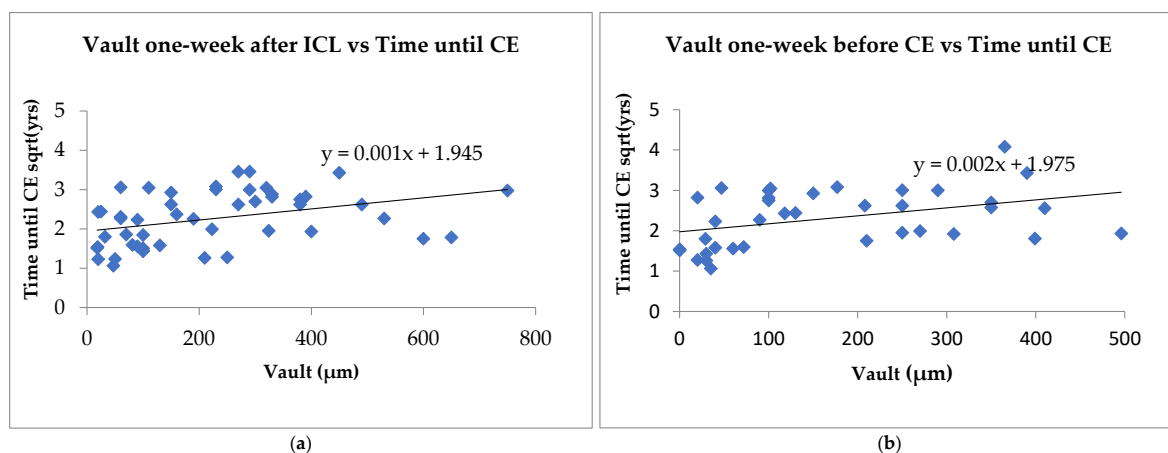 Vault one-week after ICL vs Time until CE
Time until CE sqrt(yrs)
5
4
3
2
1
0
y = 0.001x + 1.945
0 200 400 600 800
Vault (µm)
(a)
Vault one-week before CE vs Time until CE
Time until CE sqrt(yrs)
5
4
3
2
1
0
y = 0.002x + 1.975
0 100 200 300 400 500
Vault (µm)
(b)